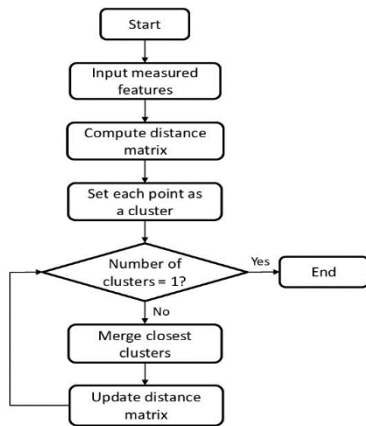 Start
Input measured
features
Compute distance
matrix
Set each point as
a cluster
Number of
clusters = 1?
Yes
End
No
Merge closest
clusters
Update distance
matrix